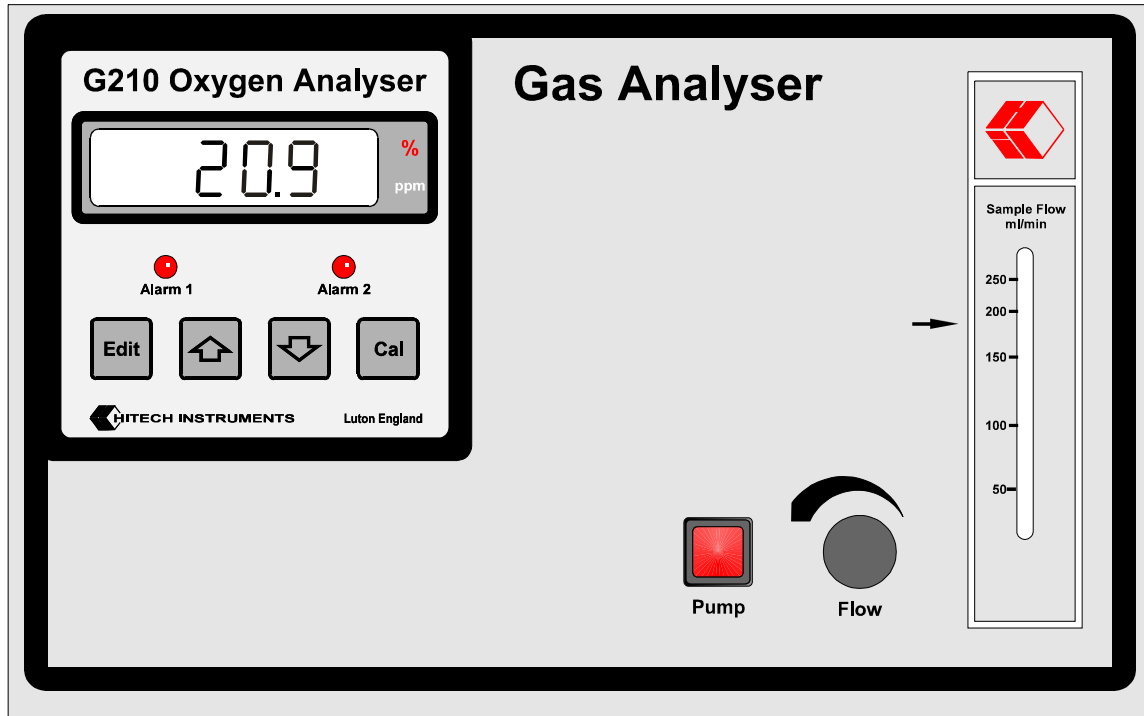 G210 Oxygen Analyser
20.9
%
ppm
Alarm 1
Alarm 2
Edit
Cal
HITECH INSTRUMENTS
Luton England
Gas Analyser
Sample Flow
ml/min
250
200
150
100
50
Pump
Flow